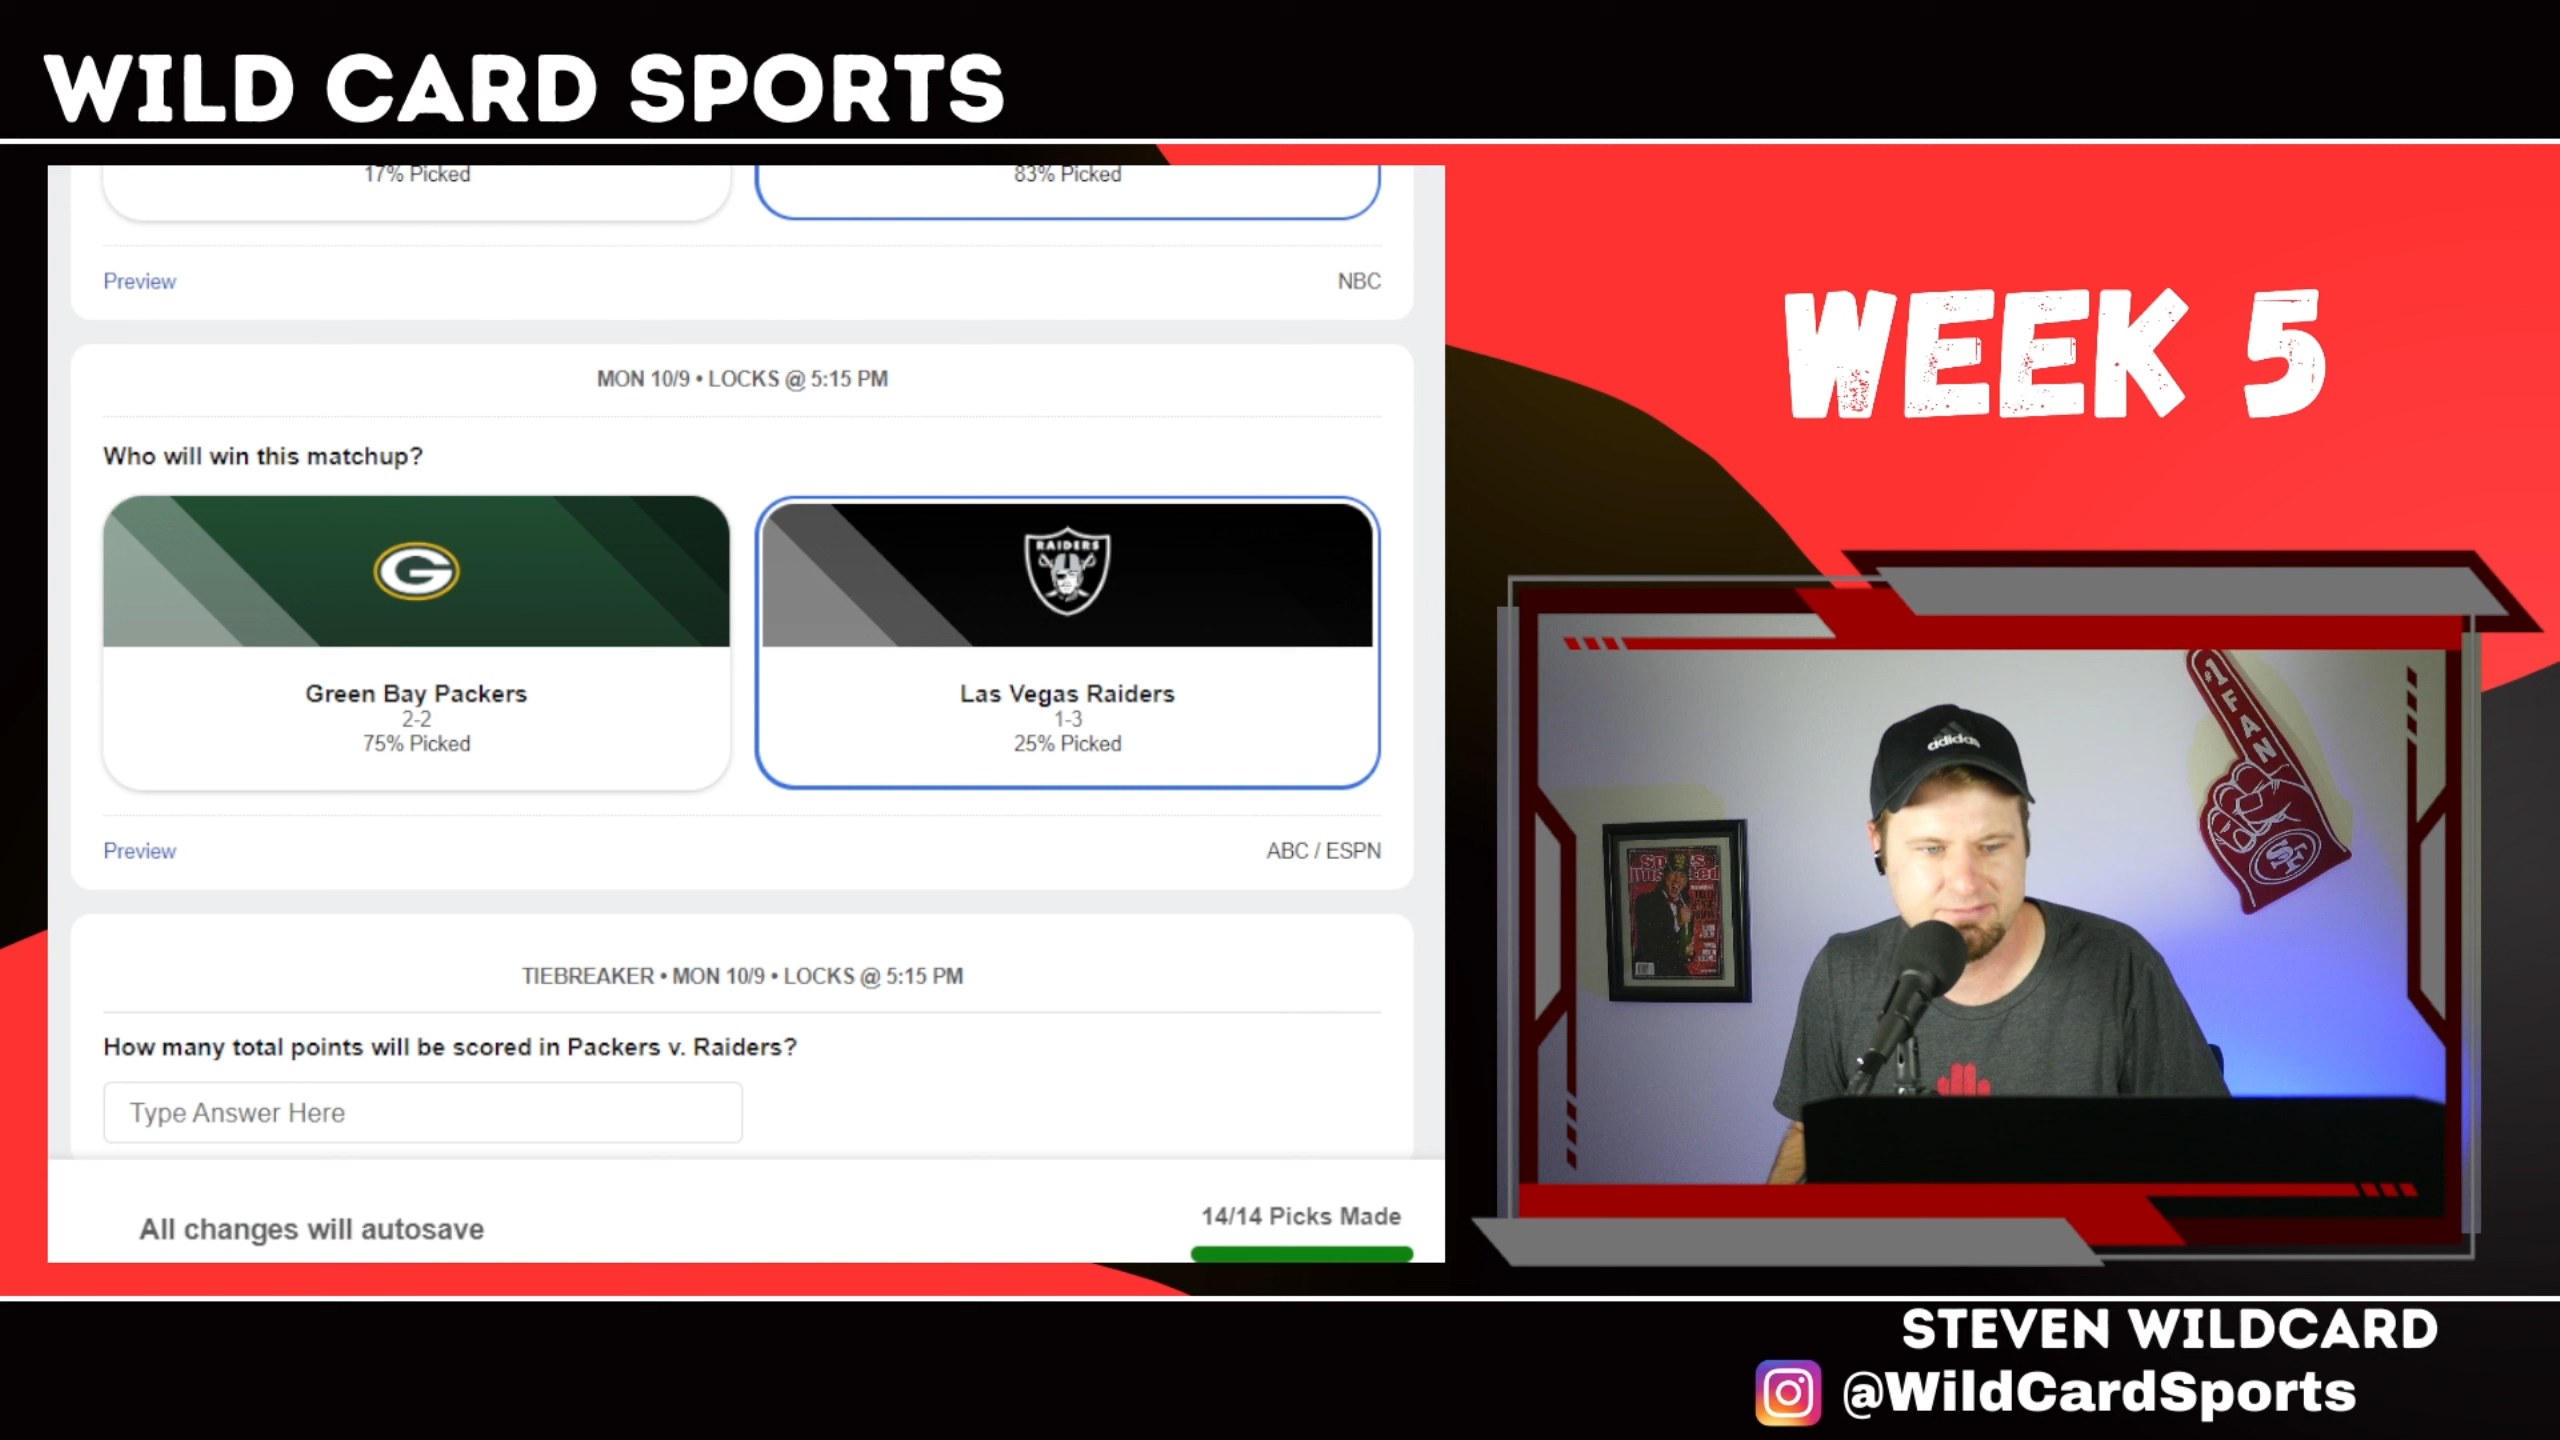 WILD CARD SPORTS
17% Picked
83% Picked
Preview
NBC
MON 10/9 • LOCKS @ 5:15 PM
Who will win this matchup?
RAIDERS
Green Bay Packers
2-2
75% Picked
Las Vegas Raiders
1-3
25% Picked
Preview
ABC / ESPN
TIEBREAKER • MON 10/9 • LOCKS @ 5:15 PM
How many total points will be scored in Packers v. Raiders?
Type Answer Here
All changes will autosave
14/14 Picks Made
WEEK 5
#1 FAN
SF
adidas
STEVEN WILDCARD
@WildCardSports